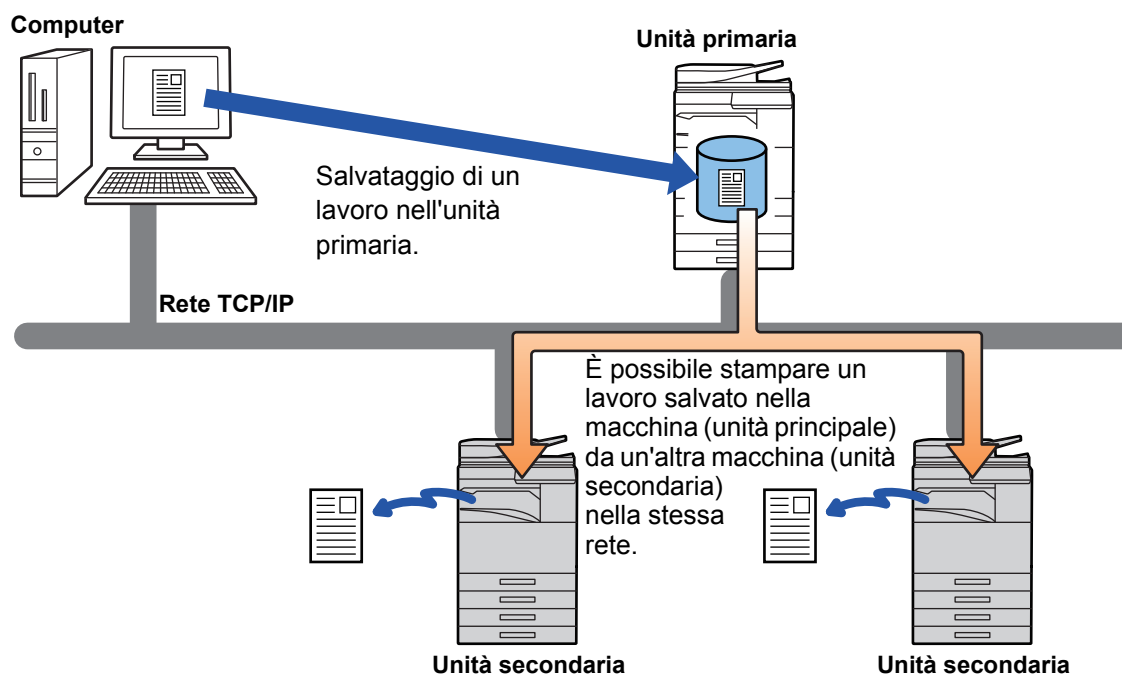 Computer
Unità primaria
Salvataggio di un
lavoro nell'unità
primaria.
Rete TCP/IP
È possibile stampare un
lavoro salvato nella
macchina (unità principale)
da un'altra macchina (unità
secondaria)
nella stessa
rete.
Unità secondaria
Unità secondaria